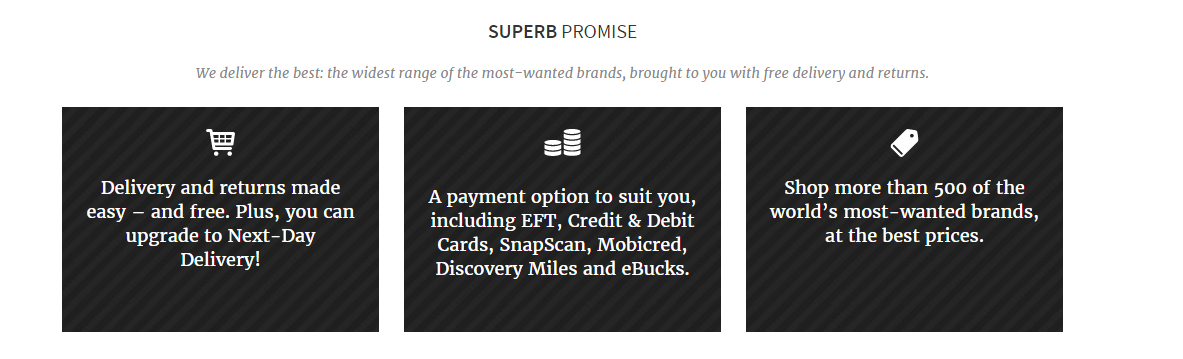 SUPERB PROMISE
We deliver the best: the widest range of the most-wanted brands, brought to you with free delivery and returns.
Delivery and returns made
easy – and free. Plus, you can
upgrade to Next-Day
Delivery!
A payment option to suit you,
including EFT, Credit & Debit
Cards, SnapScan, Mobicred,
Discovery Miles and eBucks.
Shop more than 500 of the
world’s most-wanted brands,
at the best prices.